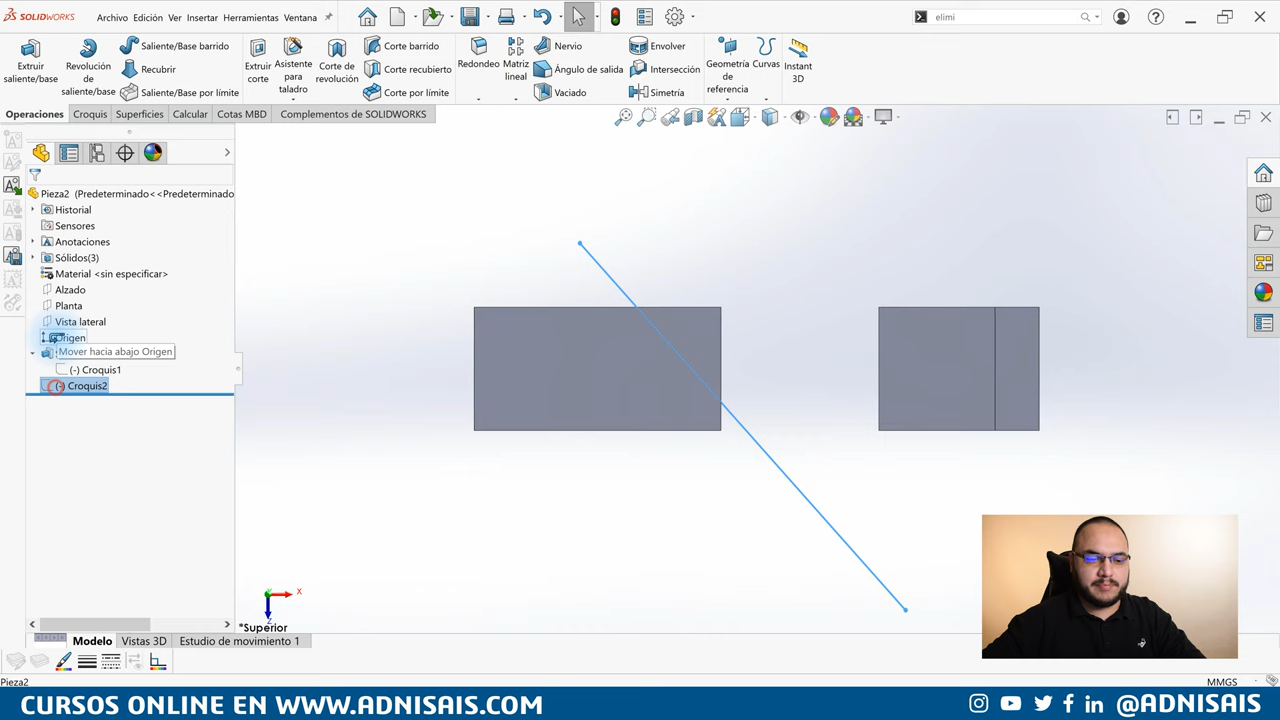 SOLIDWORKS
Archivo Edición Ver Insertar Herramientas Ventana
elimi
Extruir saliente/base
Revolución de saliente/base
Saliente/Base barrido
Recubrir
Saliente/Base por límite
Extruir corte
Asistente para taladro
Corte de revolución
Corte barrido
Corte recubierto
Corte por límite
Redondeo
Matriz lineal
Nervio
Ángulo de salida
Vaciado
Envolver
Intersección
Simetría
Geometría de referencia
Curvas
Instant 3D
Operaciones Croquis Superficies Calcular Cotas MBD Complementos de SOLIDWORKS
Pieza2 (Predeterminado<<Predeterminado
Historial
Sensores
Anotaciones
Sólidos(3)
Material <sin especificar>
Alzado
Planta
Vista lateral
Mover hacia abajo Origen
(-) Croquis1
(-) Croquis2
X
*Superior
Modelo Vistas 3D Estudio de movimiento 1
Pieza2
MMGS
CURSOS ONLINE EN WWW.ADNISAIS.COM
@ADNISAIS